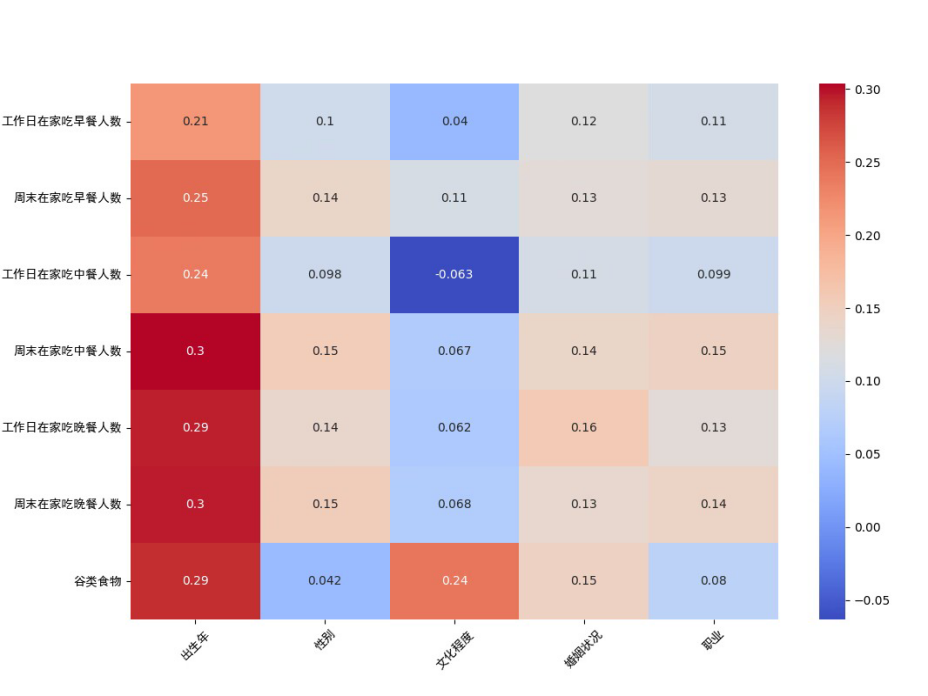 工作日在家吃早餐人数 0.21 0.1 0.04 0.12 0.11
周末在家吃早餐人数 0.25 0.14 0.11 0.13 0.13
工作日在家吃中餐人数 0.24 0.098 -0.063 0.11 0.099
周末在家吃中餐人数 0.3 0.15 0.067 0.14 0.15
工作日在家吃晚餐人数 0.29 0.14 0.062 0.16 0.13
周末在家吃晚餐人数 0.3 0.15 0.068 0.13 0.14
谷类食物 0.29 0.042 0.24 0.15 0.08
出生年 性别 文化程度 婚姻状况 职业
0.30
0.25
0.20
0.15
0.10
0.05
0.00
−0.05